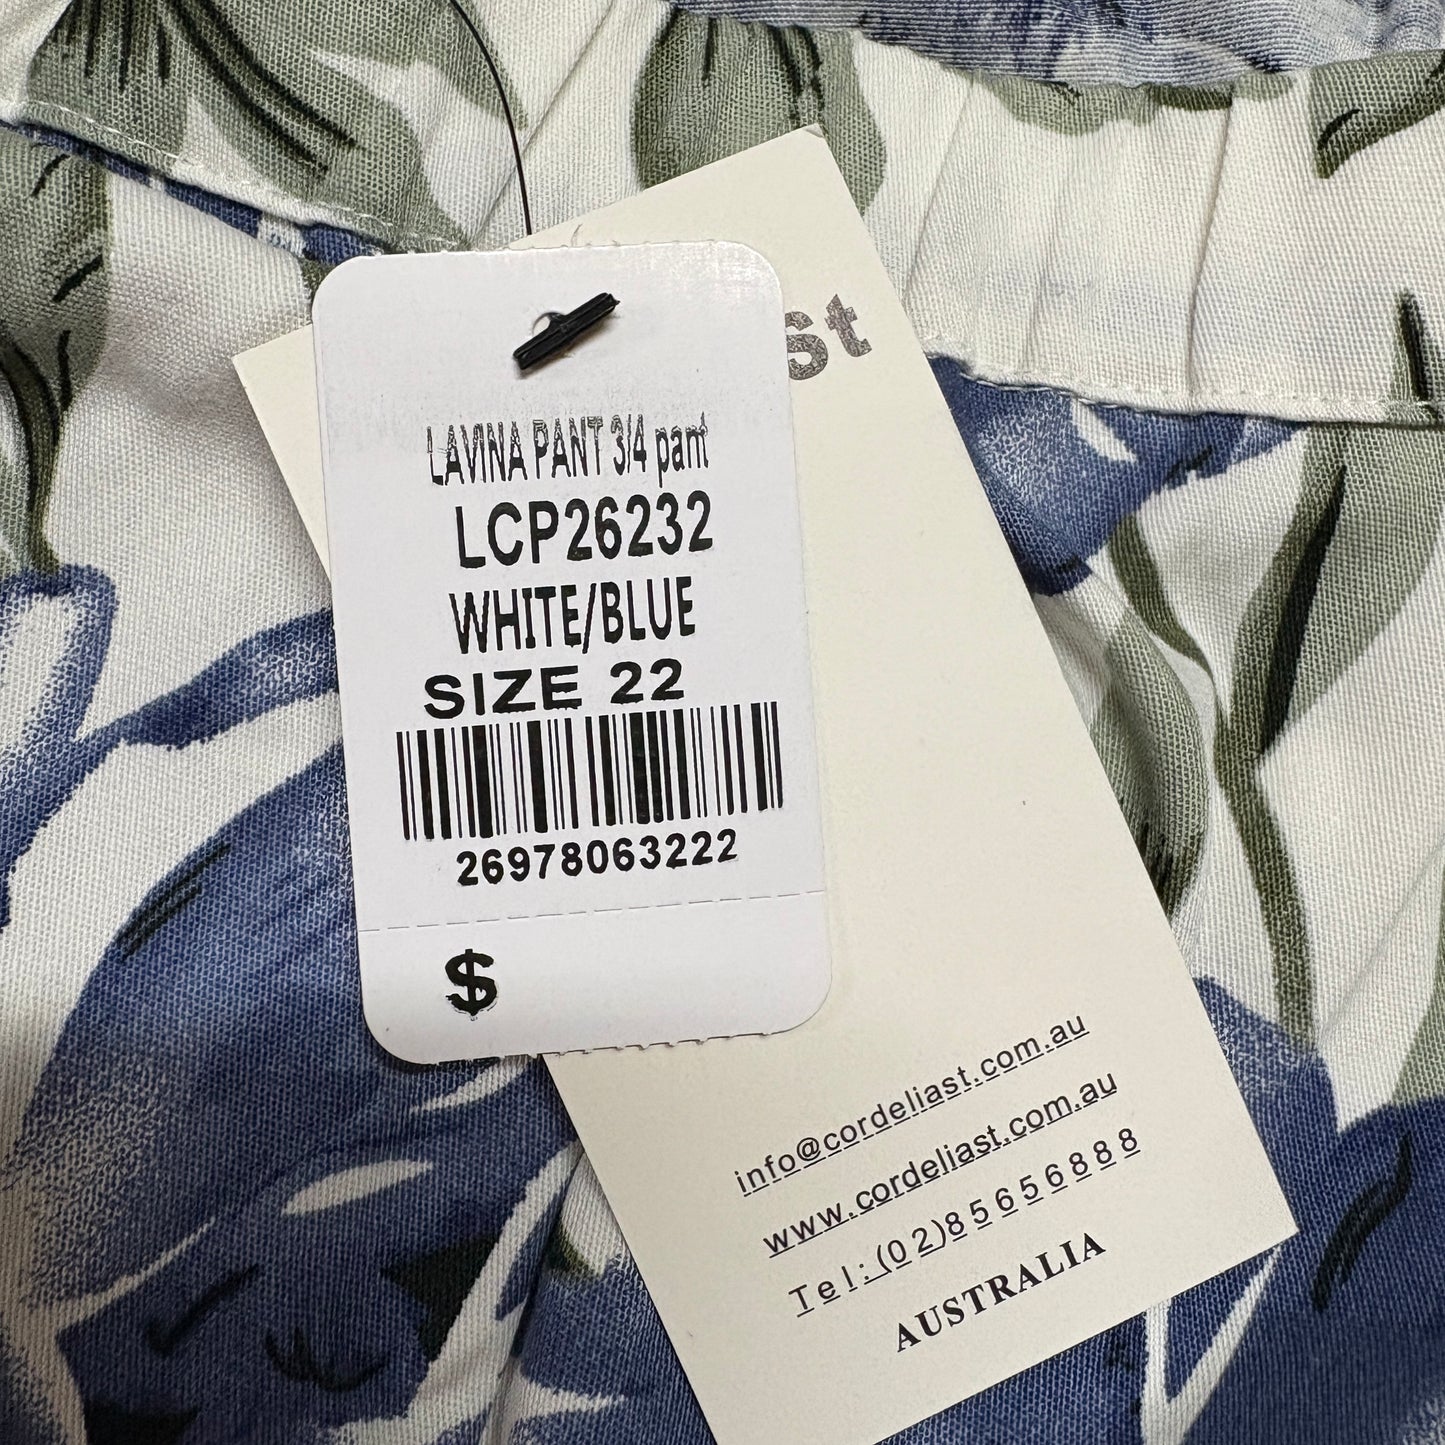 st
LAVINA PANT 3/4 pant
LCP26232
WHITE/BLUE
SIZE 22
26978063222
$
info@cordeliast.com.au
www.cordeliast.com.au
Tel:(02)85656888
AUSTRALIA